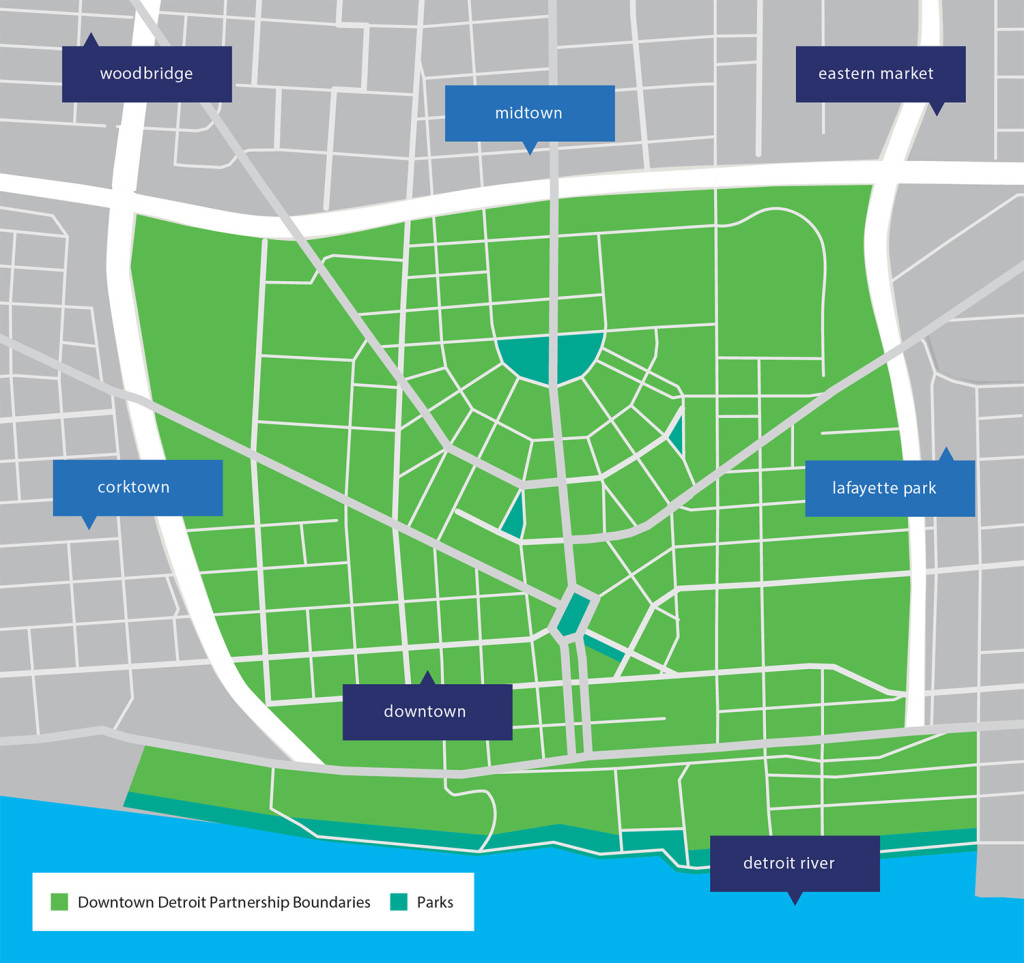 woodbridge
eastern market
midtown
corktown
lafayette park
downtown
detroit river
Downtown Detroit Partnership Boundaries
Parks